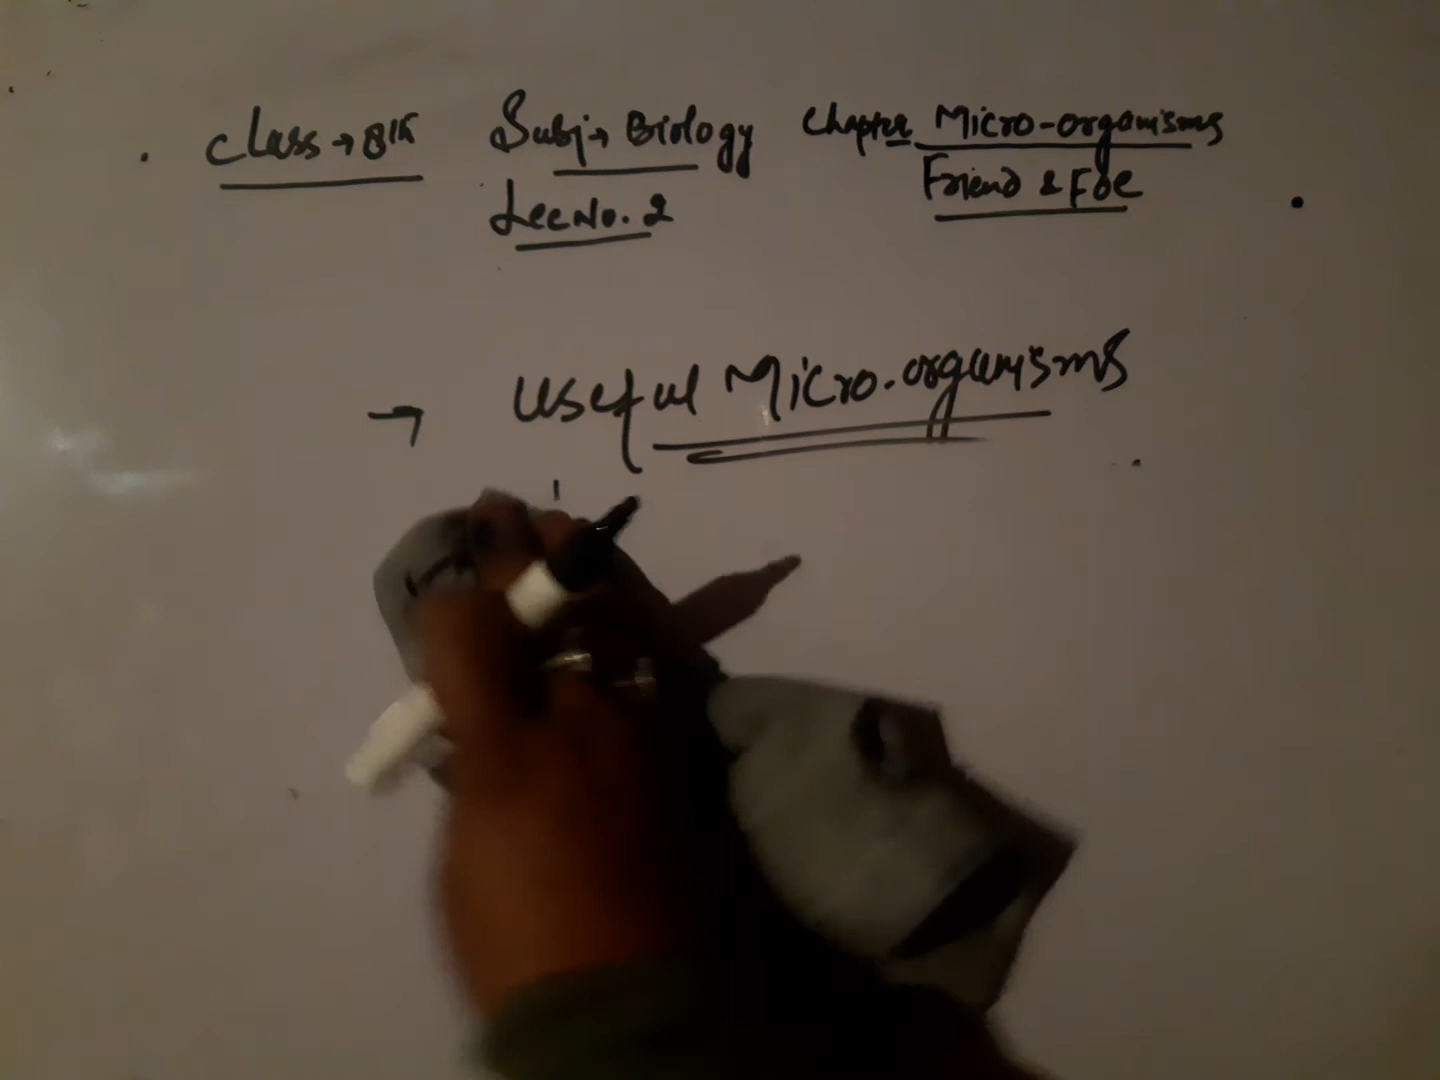 Class → 8th Subj → Biology Chapter Micro-organisms
Lec No. 2 Friend & Foe
→ Useful Micro-organisms